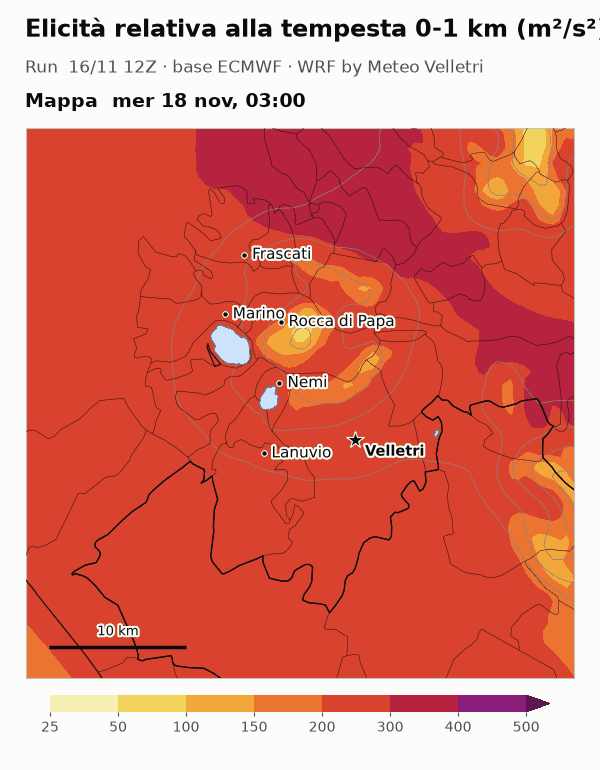 Elicità relativa alla tempesta 0-1 km (m²/s²)
Run 16/11 12Z · base ECMWF · WRF by Meteo Velletri
Mappa mer 18 nov, 03:00
Frascati
Marino
Rocca di Papa
Nemi
Velletri
Lanuvio
10 km
25 50 100 150 200 300 400 500